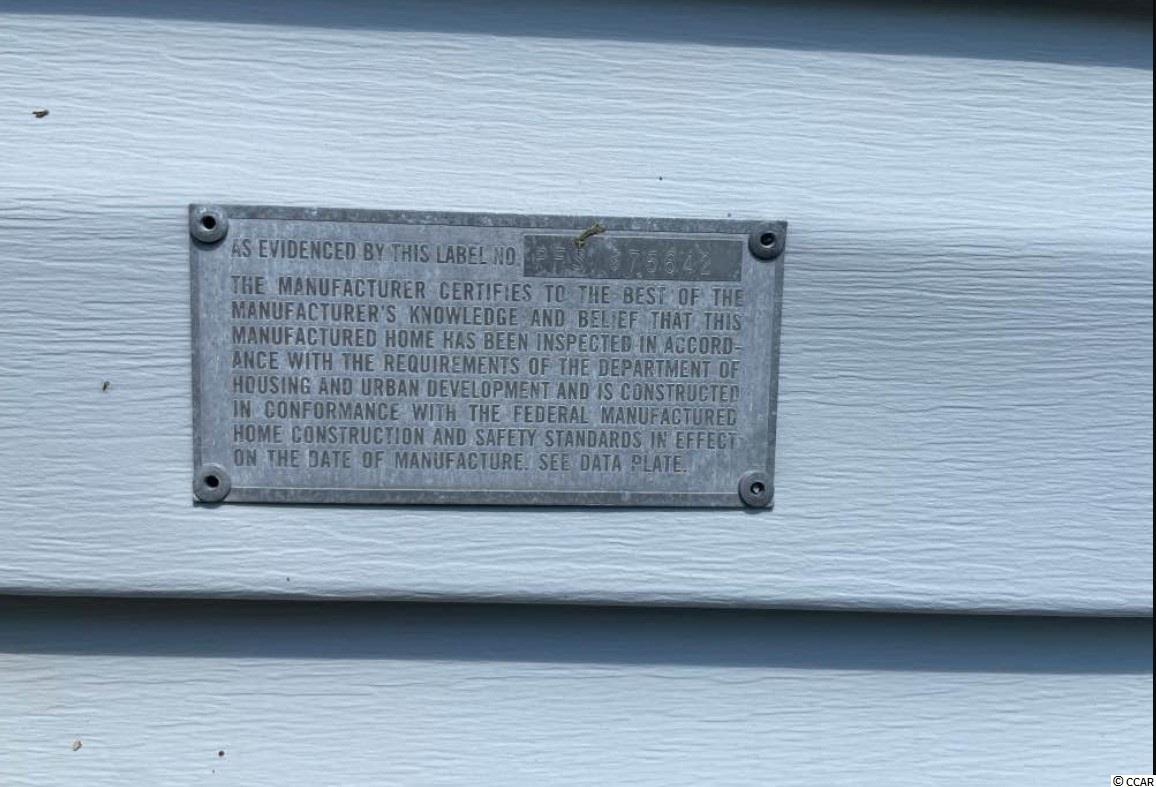 AS EVIDENCED BY THIS LABEL NO. PFS 375642
THE MANUFACTURER CERTIFIES TO THE BEST OF THE
MANUFACTURER'S KNOWLEDGE AND BELIEF THAT THIS
MANUFACTURED HOME HAS BEEN INSPECTED IN ACCORD-
ANCE WITH THE REQUIREMENTS OF THE DEPARTMENT OF
HOUSING AND URBAN DEVELOPMENT AND IS CONSTRUCTED
IN CONFORMANCE WITH THE FEDERAL MANUFACTURED
HOME CONSTRUCTION AND SAFETY STANDARDS IN EFFECT
ON THE DATE OF MANUFACTURE. SEE DATA PLATE.
© CCAR